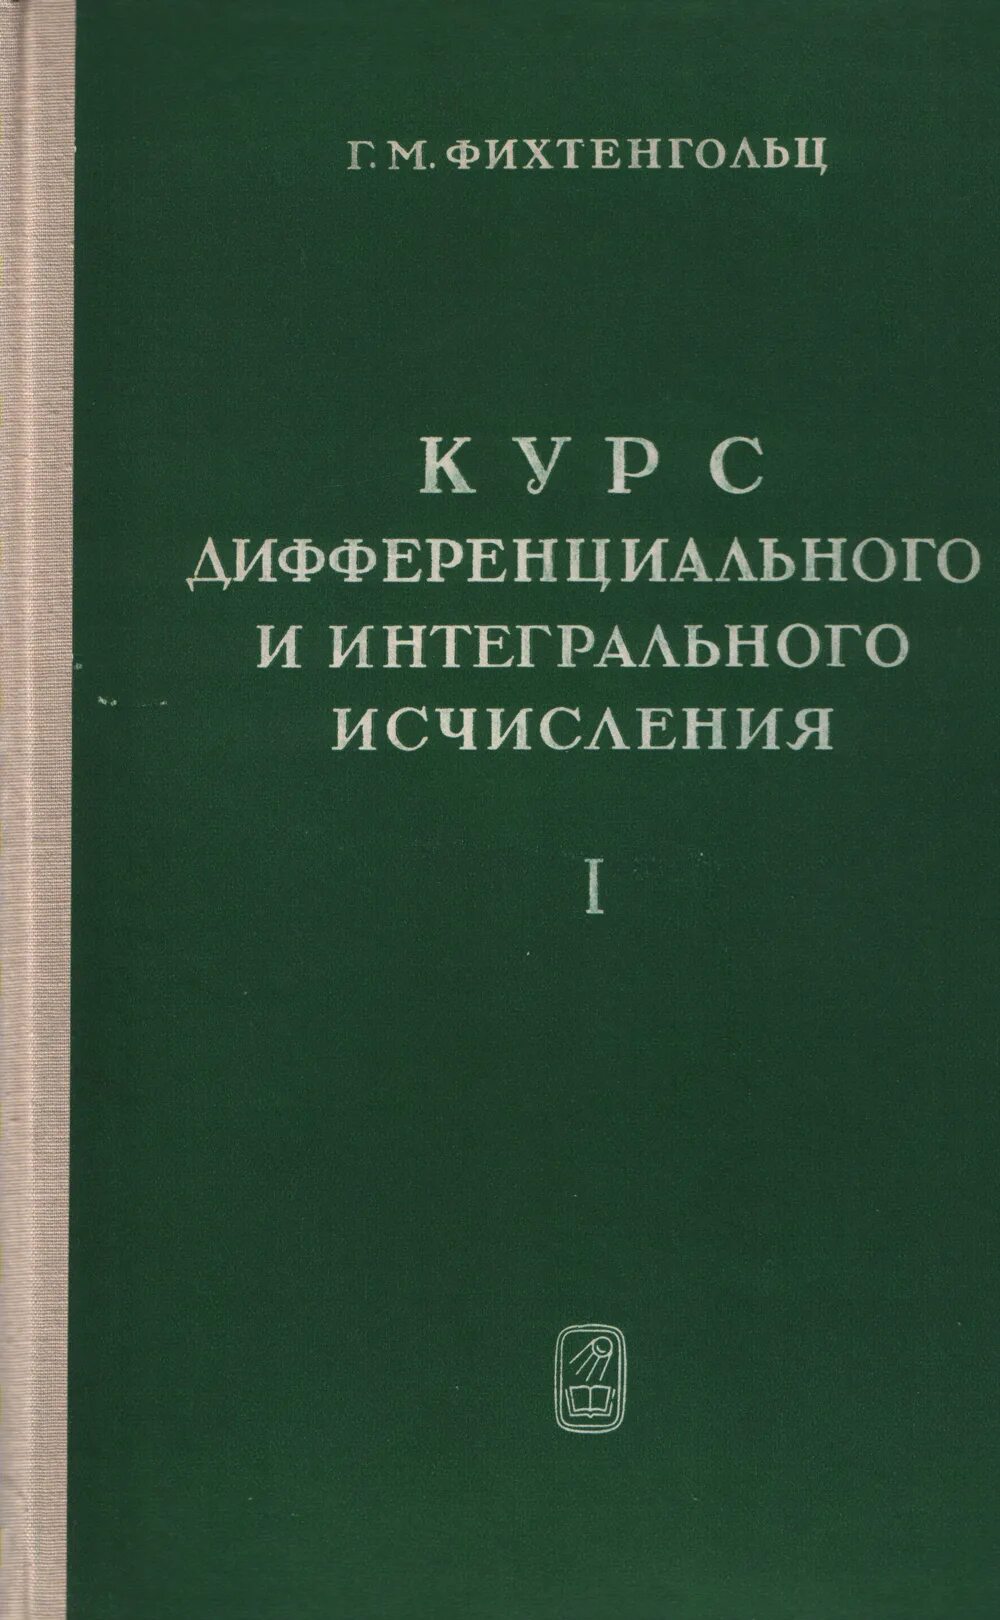 Г. М. ФИХТЕНГОЛЬЦ
КУРС
ДИФФЕРЕНЦИАЛЬНОГО
И ИНТЕГРАЛЬНОГО
ИСЧИСЛЕНИЯ
I